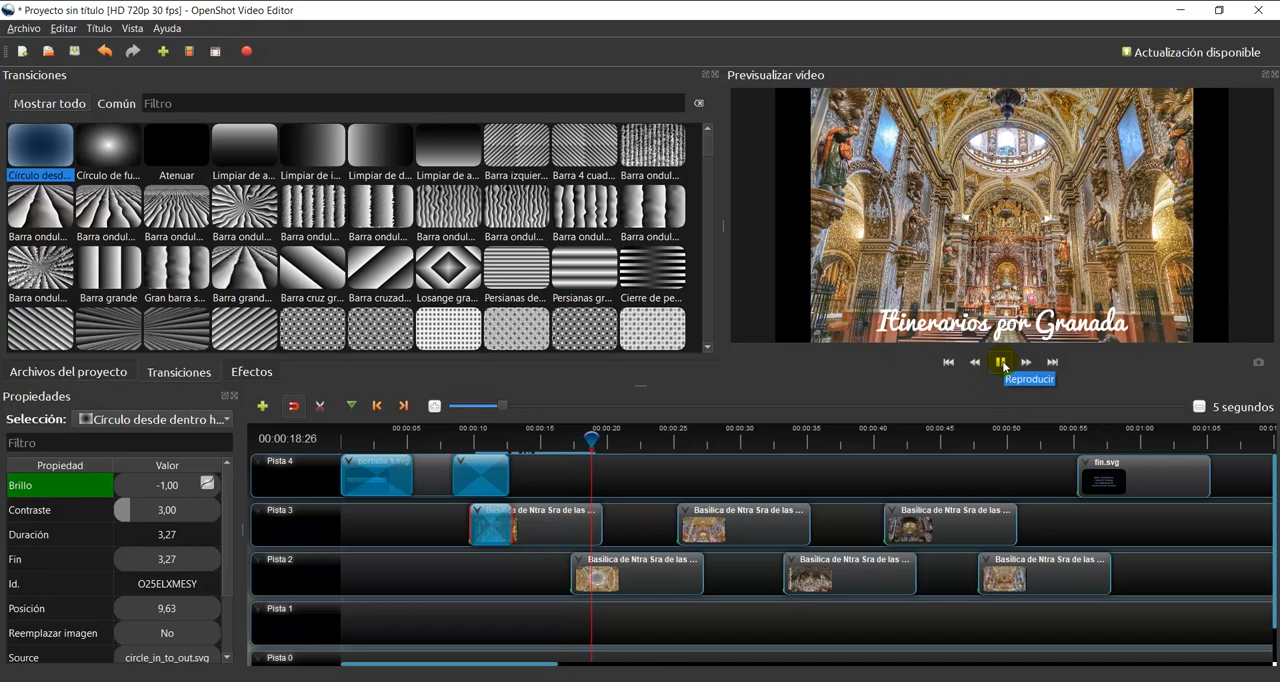 * Proyecto sin título [HD 720p 30 fps] - OpenShot Video Editor
Archivo Editar Título Vista Ayuda
Actualización disponible
Transiciones
Previsualizar vídeo
Mostrar todo Común Filtro
Círculo desd... Círculo de fu... Atenuar Limpiar de a... Limpiar de i... Limpiar de d... Limpiar de a... Barra izquier... Barra 4 cuad... Barra ondul...
Barra ondul... Barra ondul... Barra ondul... Barra ondul... Barra ondul... Barra ondul... Barra ondul... Barra ondul... Barra ondul... Barra ondul...
Barra ondul... Barra grande Gran barra s... Barra grand... Barra cruz gr... Barra cruzad... Losange gra... Persianas de... Persianas gr... Cierre de pe...
Itinerarios por Granada
Reproducir
Archivos del proyecto Transiciones Efectos
Propiedades
Selección: Círculo desde dentro h...
Filtro
Propiedad Valor
Brillo -1,00
Contraste 3,00
Duración 3,27
Fin 3,27
Id. O25ELXMESY
Posición 9,63
Reemplazar imagen No
Source circle_in_to_out.svg
5 segundos
00:00:18:26
00:00:05 00:00:10 00:00:15 00:00:20 00:00:25 00:00:30 00:00:35 00:00:40 00:00:45 00:00:50 00:00:55 00:01:00 00:01:05 00:01
Pista 4 portada 1.svg fin.svg
Pista 3 Basílica de Ntra Sra de las ... Basílica de Ntra Sra de las ... Basílica de Ntra Sra de las ...
Pista 2 Basílica de Ntra Sra de las ... Basílica de Ntra Sra de las ... Basílica de Ntra Sra de las ...
Pista 1
Pista 0